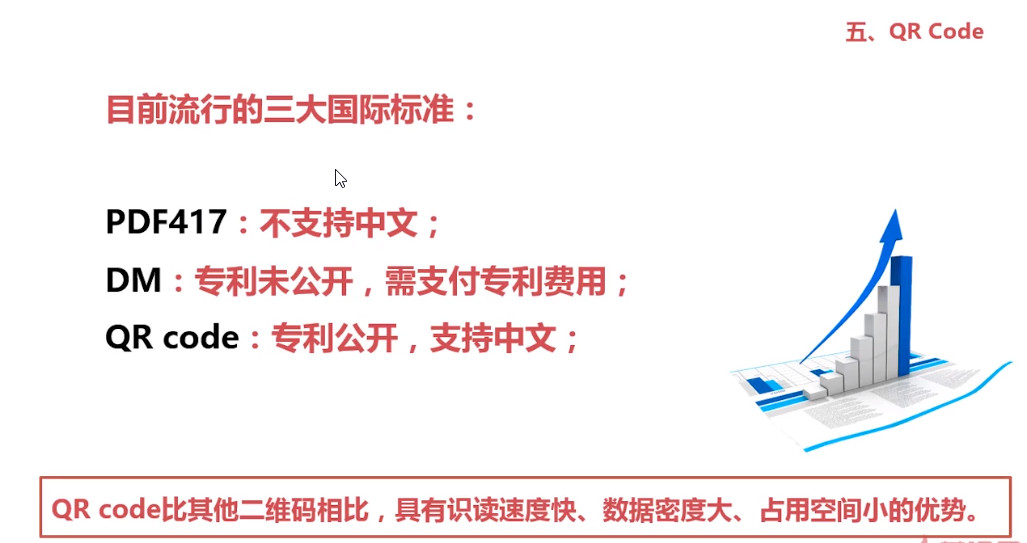 五、QR Code
目前流行的三大国际标准：
PDF417：不支持中文；
DM：专利未公开，需支付专利费用；
QR code：专利公开，支持中文；
QR code比其他二维码相比，具有识读速度快、数据密度大、占用空间小的优势。